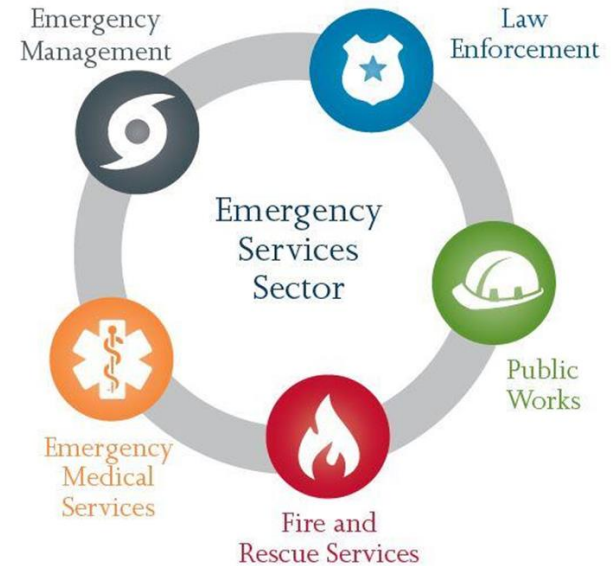 Emergency
Management
Law
Enforcement
Emergency
Services
Sector
Public
Works
Emergency
Medical
Services
Fire and
Rescue Services